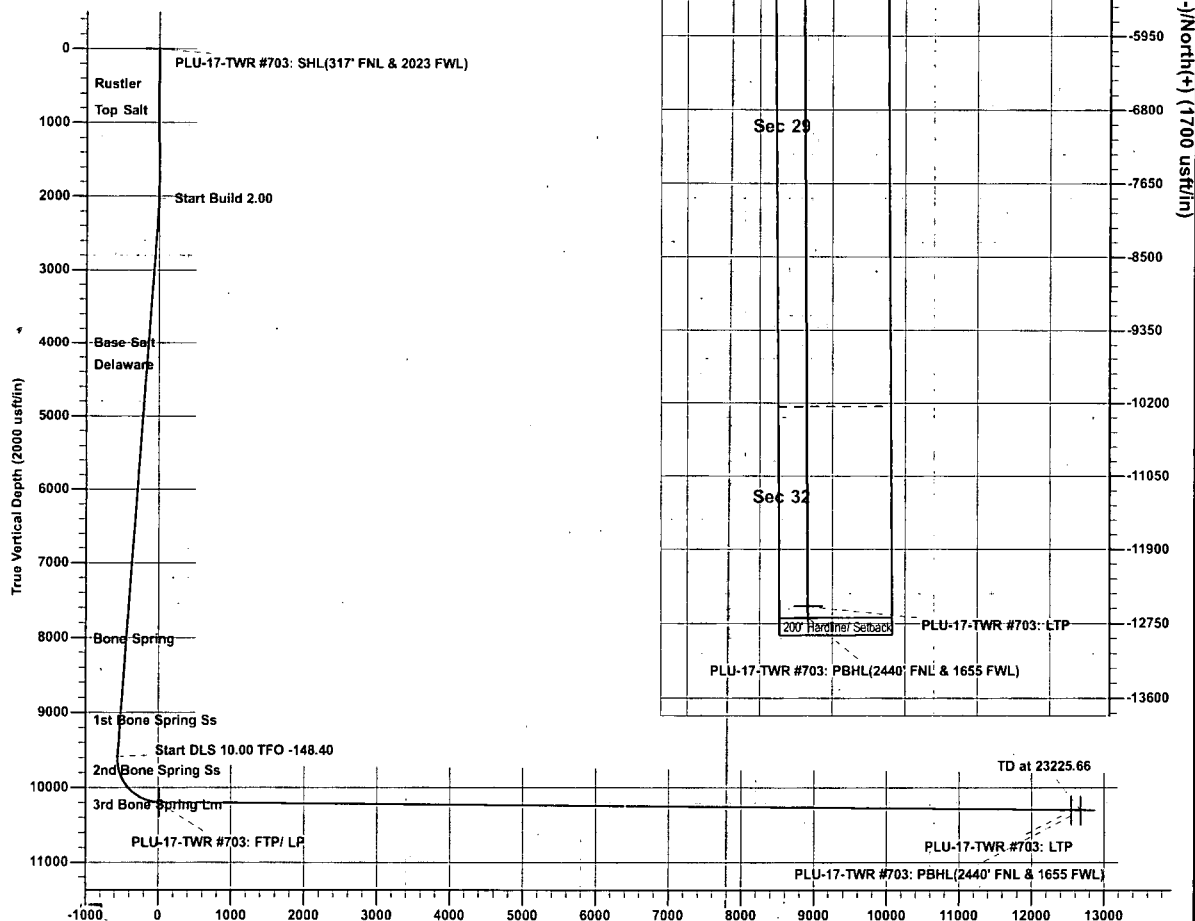 0
1000
2000
3000
4000
5000
6000
7000
8000
9000
10000
11000
True Vertical Depth (2000 usft/in)
PLU-17-TWR #703: SHL(317' FNL & 2023 FWL)
Rustler
Top Salt
Start Build 2.00
Base Salt
Delaware
Bone Spring
1st Bone Spring Ss
Start DLS 10.00 TFO -148.40
2nd Bone Spring Ss
3rd Bone Spring Lm
PLU-17-TWR #703: FTP/ LP
TD at 23225.66
PLU-17-TWR #703: LTP
PLU-17-TWR #703: PBHL(2440' FNL & 1655 FWL)
-1000
0
1000
2000
3000
4000
5000
6000
7000
8000
9000
10000
11000
12000
13000
Sec 29
Sec 32
200' Hardline/ Setback
PLU-17-TWR #703: LTP
PLU-17-TWR #703: PBHL(2440' FNL & 1655 FWL)
-5950
-6800
-7650
-8500
-9350
-10200
-11050
-11900
-12750
-13600
-)/North(+) (1700 usft/in)